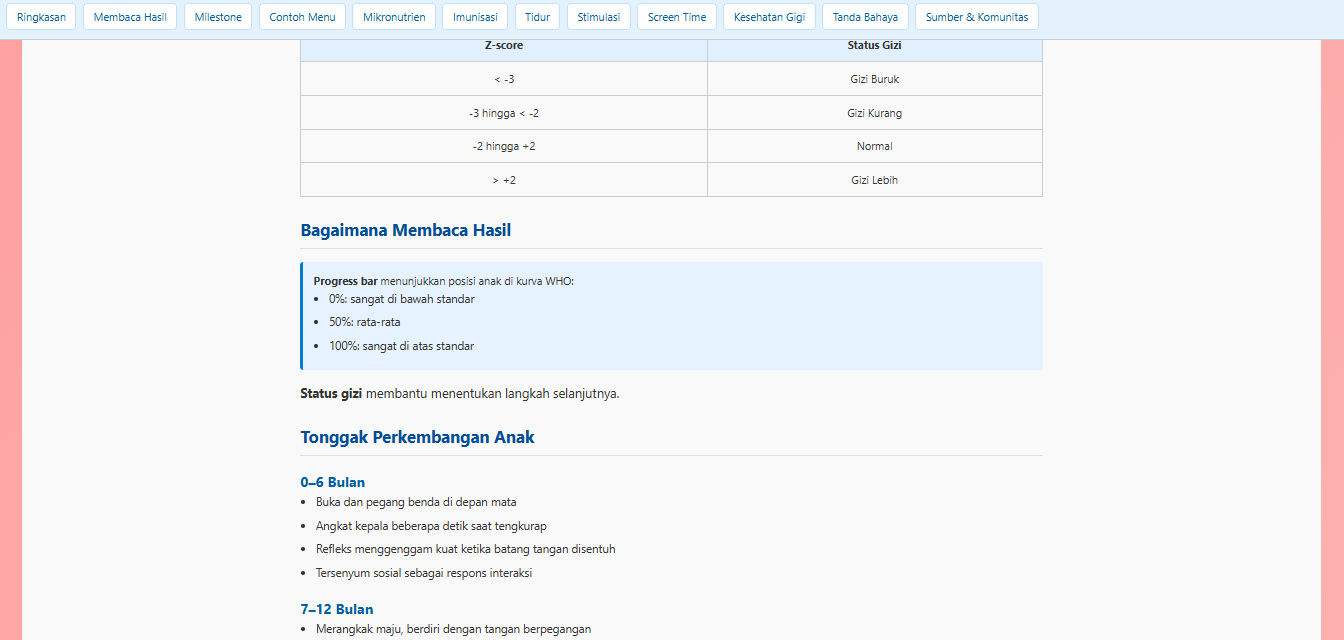 Ringkasan Membaca Hasil Milestone Contoh Menu Mikronutrien Imunisasi Tidur Stimulasi Screen Time Kesehatan Gigi Tanda Bahaya Sumber & Komunitas
Z-score Status Gizi
< -3 Gizi Buruk
-3 hingga < -2 Gizi Kurang
-2 hingga +2 Normal
> +2 Gizi Lebih
Bagaimana Membaca Hasil
Progress bar menunjukkan posisi anak di kurva WHO:
• 0%: sangat di bawah standar
• 50%: rata-rata
• 100%: sangat di atas standar
Status gizi membantu menentukan langkah selanjutnya.
Tonggak Perkembangan Anak
0–6 Bulan
• Buka dan pegang benda di depan mata
• Angkat kepala beberapa detik saat tengkurap
• Refleks menggenggam kuat ketika batang tangan disentuh
• Tersenyum sosial sebagai respons interaksi
7–12 Bulan
• Merangkak maju, berdiri dengan tangan berpegangan